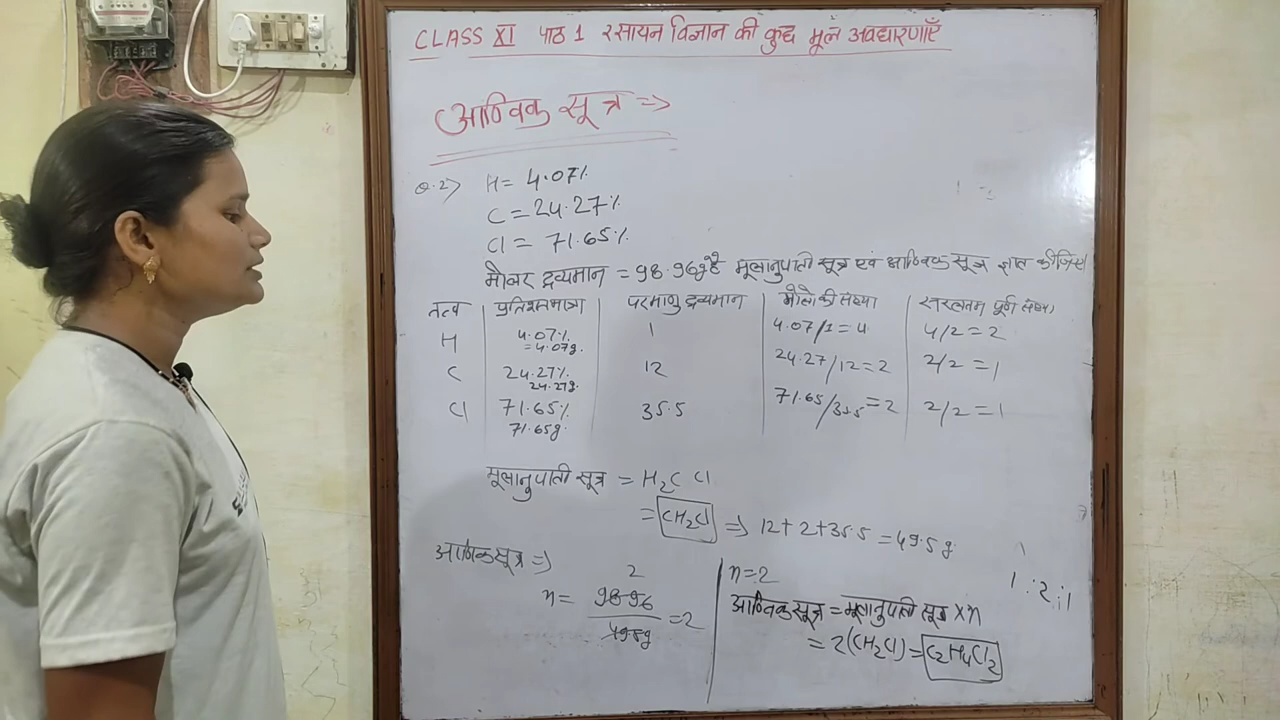 CLASS XI पाठ 1 रसायन विज्ञान की कुछ मूल अवधारणाएँ
आण्विक सूत्र =>
Q.2> H = 4.07%
C = 24.27%
Cl = 71.65%
मोलर द्रव्यमान = 98.96g है मूलानुपाती सूत्र एवं आण्विक सूत्र ज्ञात कीजिए।
तत्व | प्रतिशतमात्रा | परमाणु द्रव्यमान | मोलो की संख्या | सरलतम पूर्ण संख्या
H | 4.07% = 4.07g. | 1 | 4.07/1 = 4 | 4/2 = 2
C | 24.27% 24.27g. | 12 | 24.27/12 = 2 | 2/2 = 1
Cl | 71.65% 71.65g. | 35.5 | 71.65/35.5 = 2 | 2/2 = 1
मूलानुपाती सूत्र = H₂C Cl
= CH₂Cl => 12+2+35.5 = 49.5g
आण्विकसूत्र =>
2
n = 98.96/49.5g = 2
n=2
आण्विकसूत्र = मूलानुपाती सूत्र × n
= 2(CH₂Cl) = C₂H₄Cl₂
1:2:1